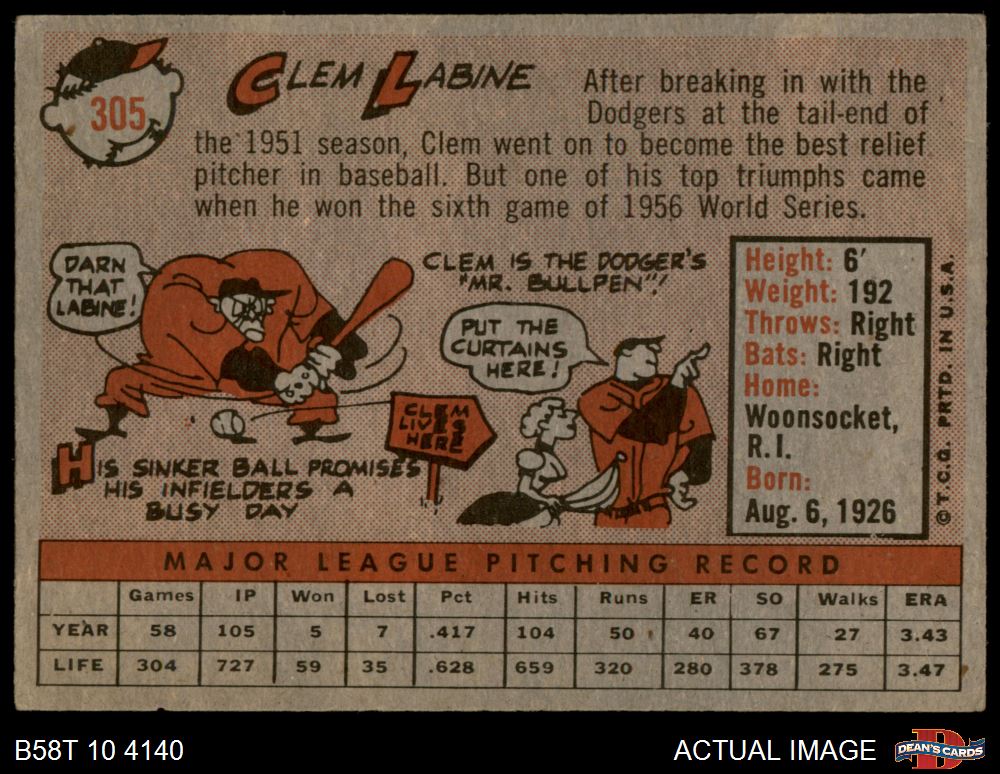 305
CLEM LABINE
After breaking in with the
Dodgers at the tail-end of
the 1951 season, Clem went on to become the best relief
pitcher in baseball. But one of his top triumphs came
when he won the sixth game of 1956 World Series.
DARN
THAT
LABINE!
CLEM IS THE DODGER'S
"MR. BULLPEN"!
PUT THE
CURTAINS
HERE!
CLEM
LIVES
HERE
HIS SINKER BALL PROMISES
HIS INFIELDERS A
BUSY DAY
Height: 6'
Weight: 192
Throws: Right
Bats: Right
Home:
Woonsocket,
R.I.
Born:
Aug. 6, 1926
© T.C.G. PRTD. IN U.S.A.
MAJOR LEAGUE PITCHING RECORD
Games IP Won Lost Pct Hits Runs ER SO Walks ERA
YEAR 58 105 5 7 .417 104 50 40 67 27 3.43
LIFE 304 727 59 35 .628 659 320 280 378 275 3.47
B58T 10 4140
ACTUAL IMAGE
D
DEAN'S CARDS